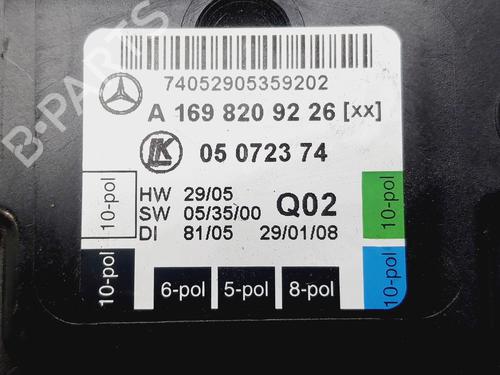 74052905359202
A 169 820 92 26 [xx]
LK 05 0723 74
HW 29/05
SW 05/35/00 Q02
DI 81/05 29/01/08
10-pol
10-pol
10-pol
10-pol
6-pol 5-pol 8-pol
B-PARTS